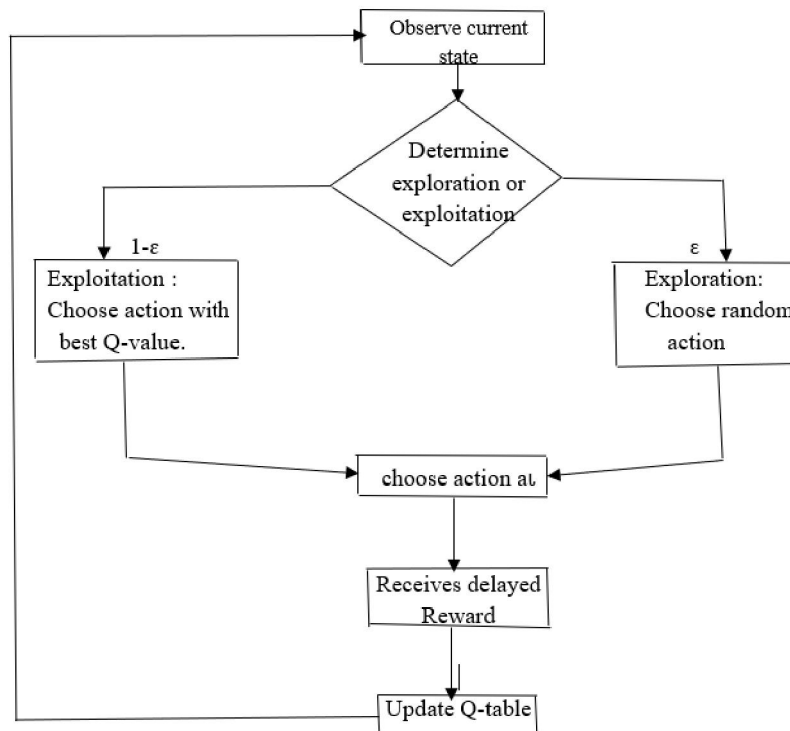 Observe current
state
Determine
exploration or
exploitation
1-ε
ε
Exploitation :
Choose action with
best Q-value.
Exploration:
Choose random
action
choose action aₜ
Receives delayed
Reward
Update Q-table